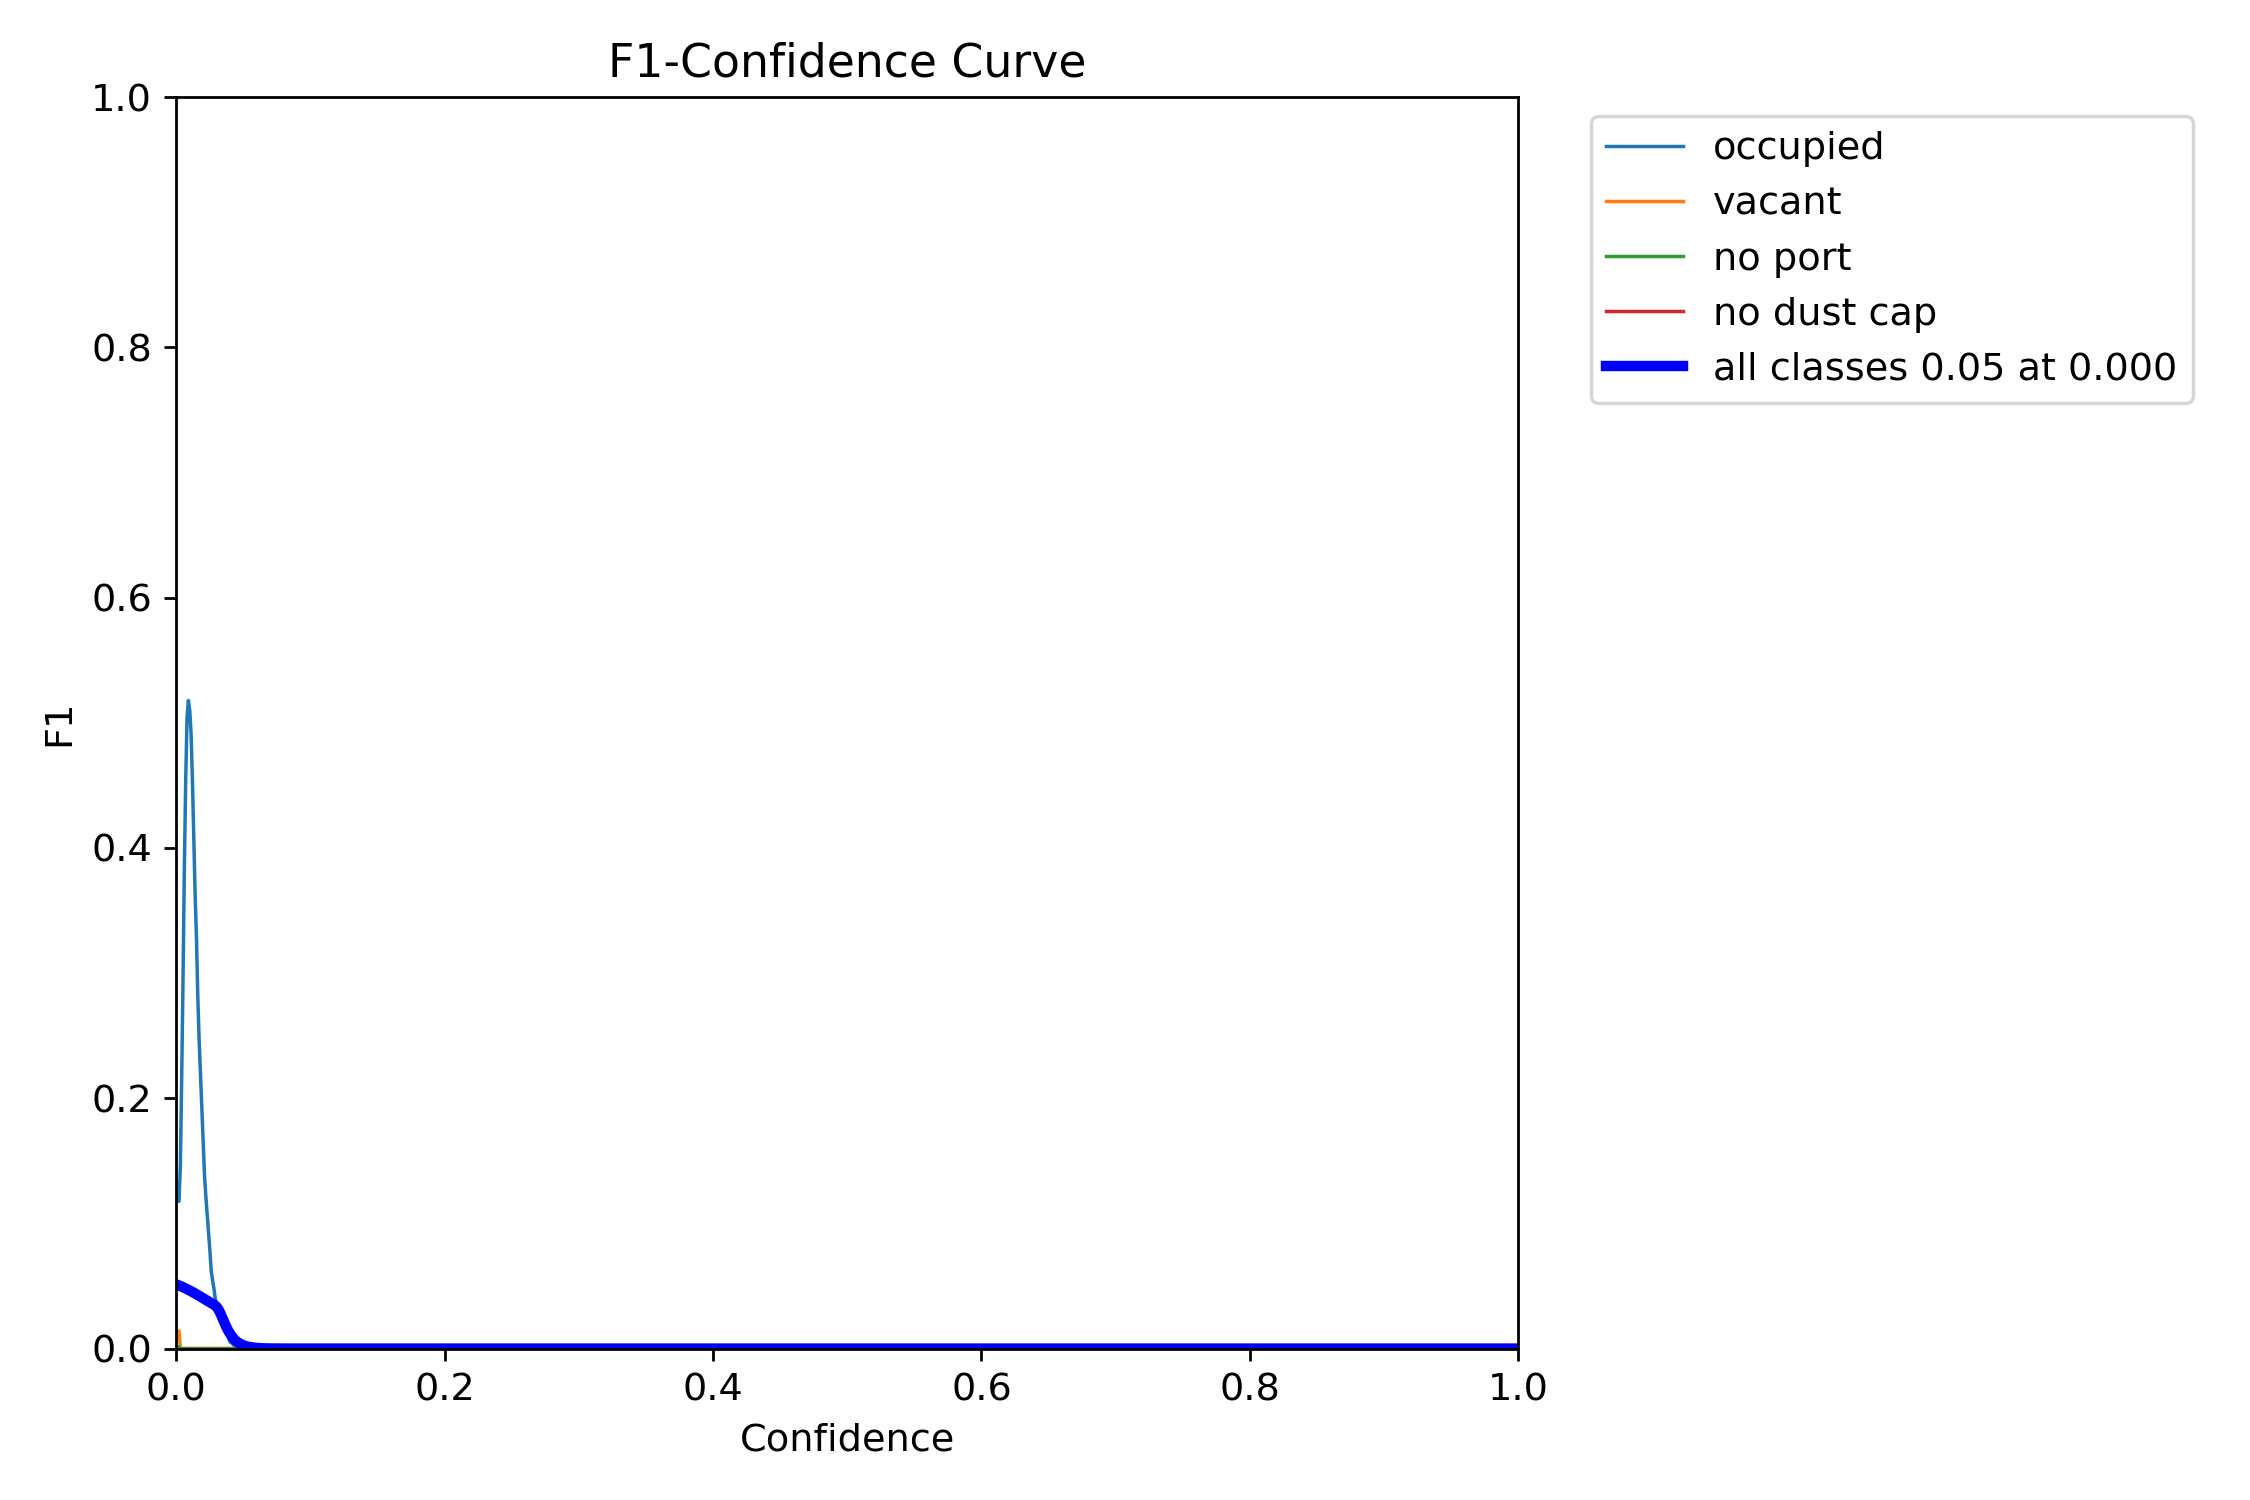 F1-Confidence Curve
1.0
0.8
0.6
0.4
0.2
0.0
F1
0.0 0.2 0.4 0.6 0.8 1.0
Confidence
occupied
vacant
no port
no dust cap
all classes 0.05 at 0.000